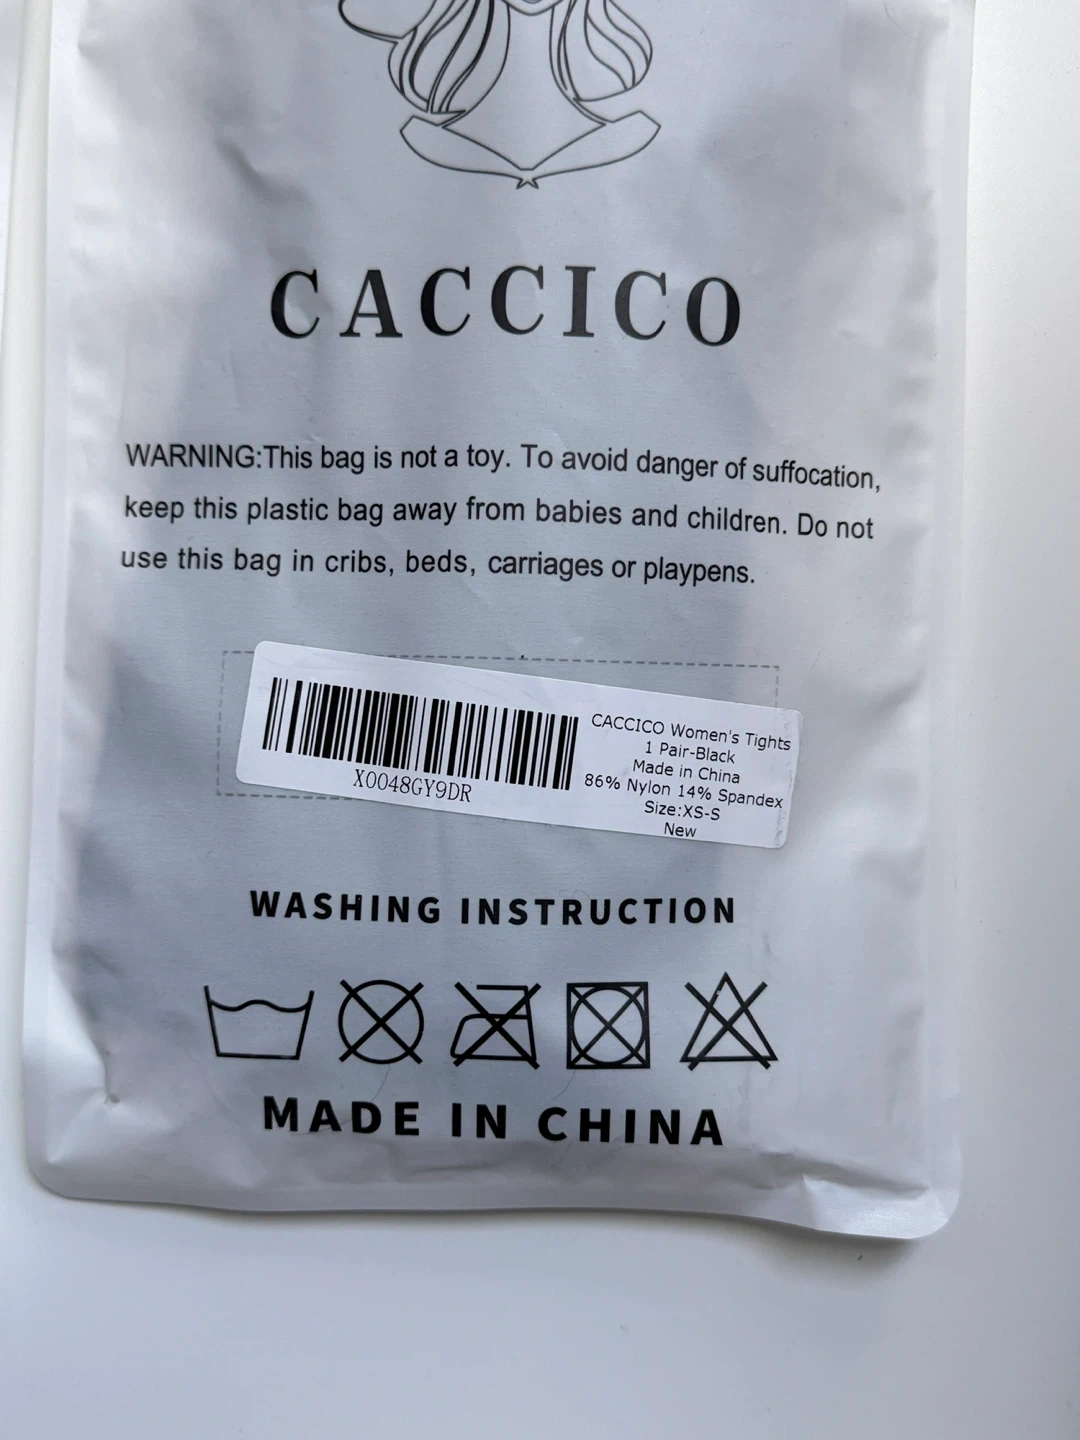 CACCICO
WARNING:This bag is not a toy. To avoid danger of suffocation,
keep this plastic bag away from babies and children. Do not
use this bag in cribs, beds, carriages or playpens.
X0048GY9DR
CACCICO Women's Tights
1 Pair-Black
Made in China
86% Nylon 14% Spandex
Size:XS-S
New
WASHING INSTRUCTION
MADE IN CHINA